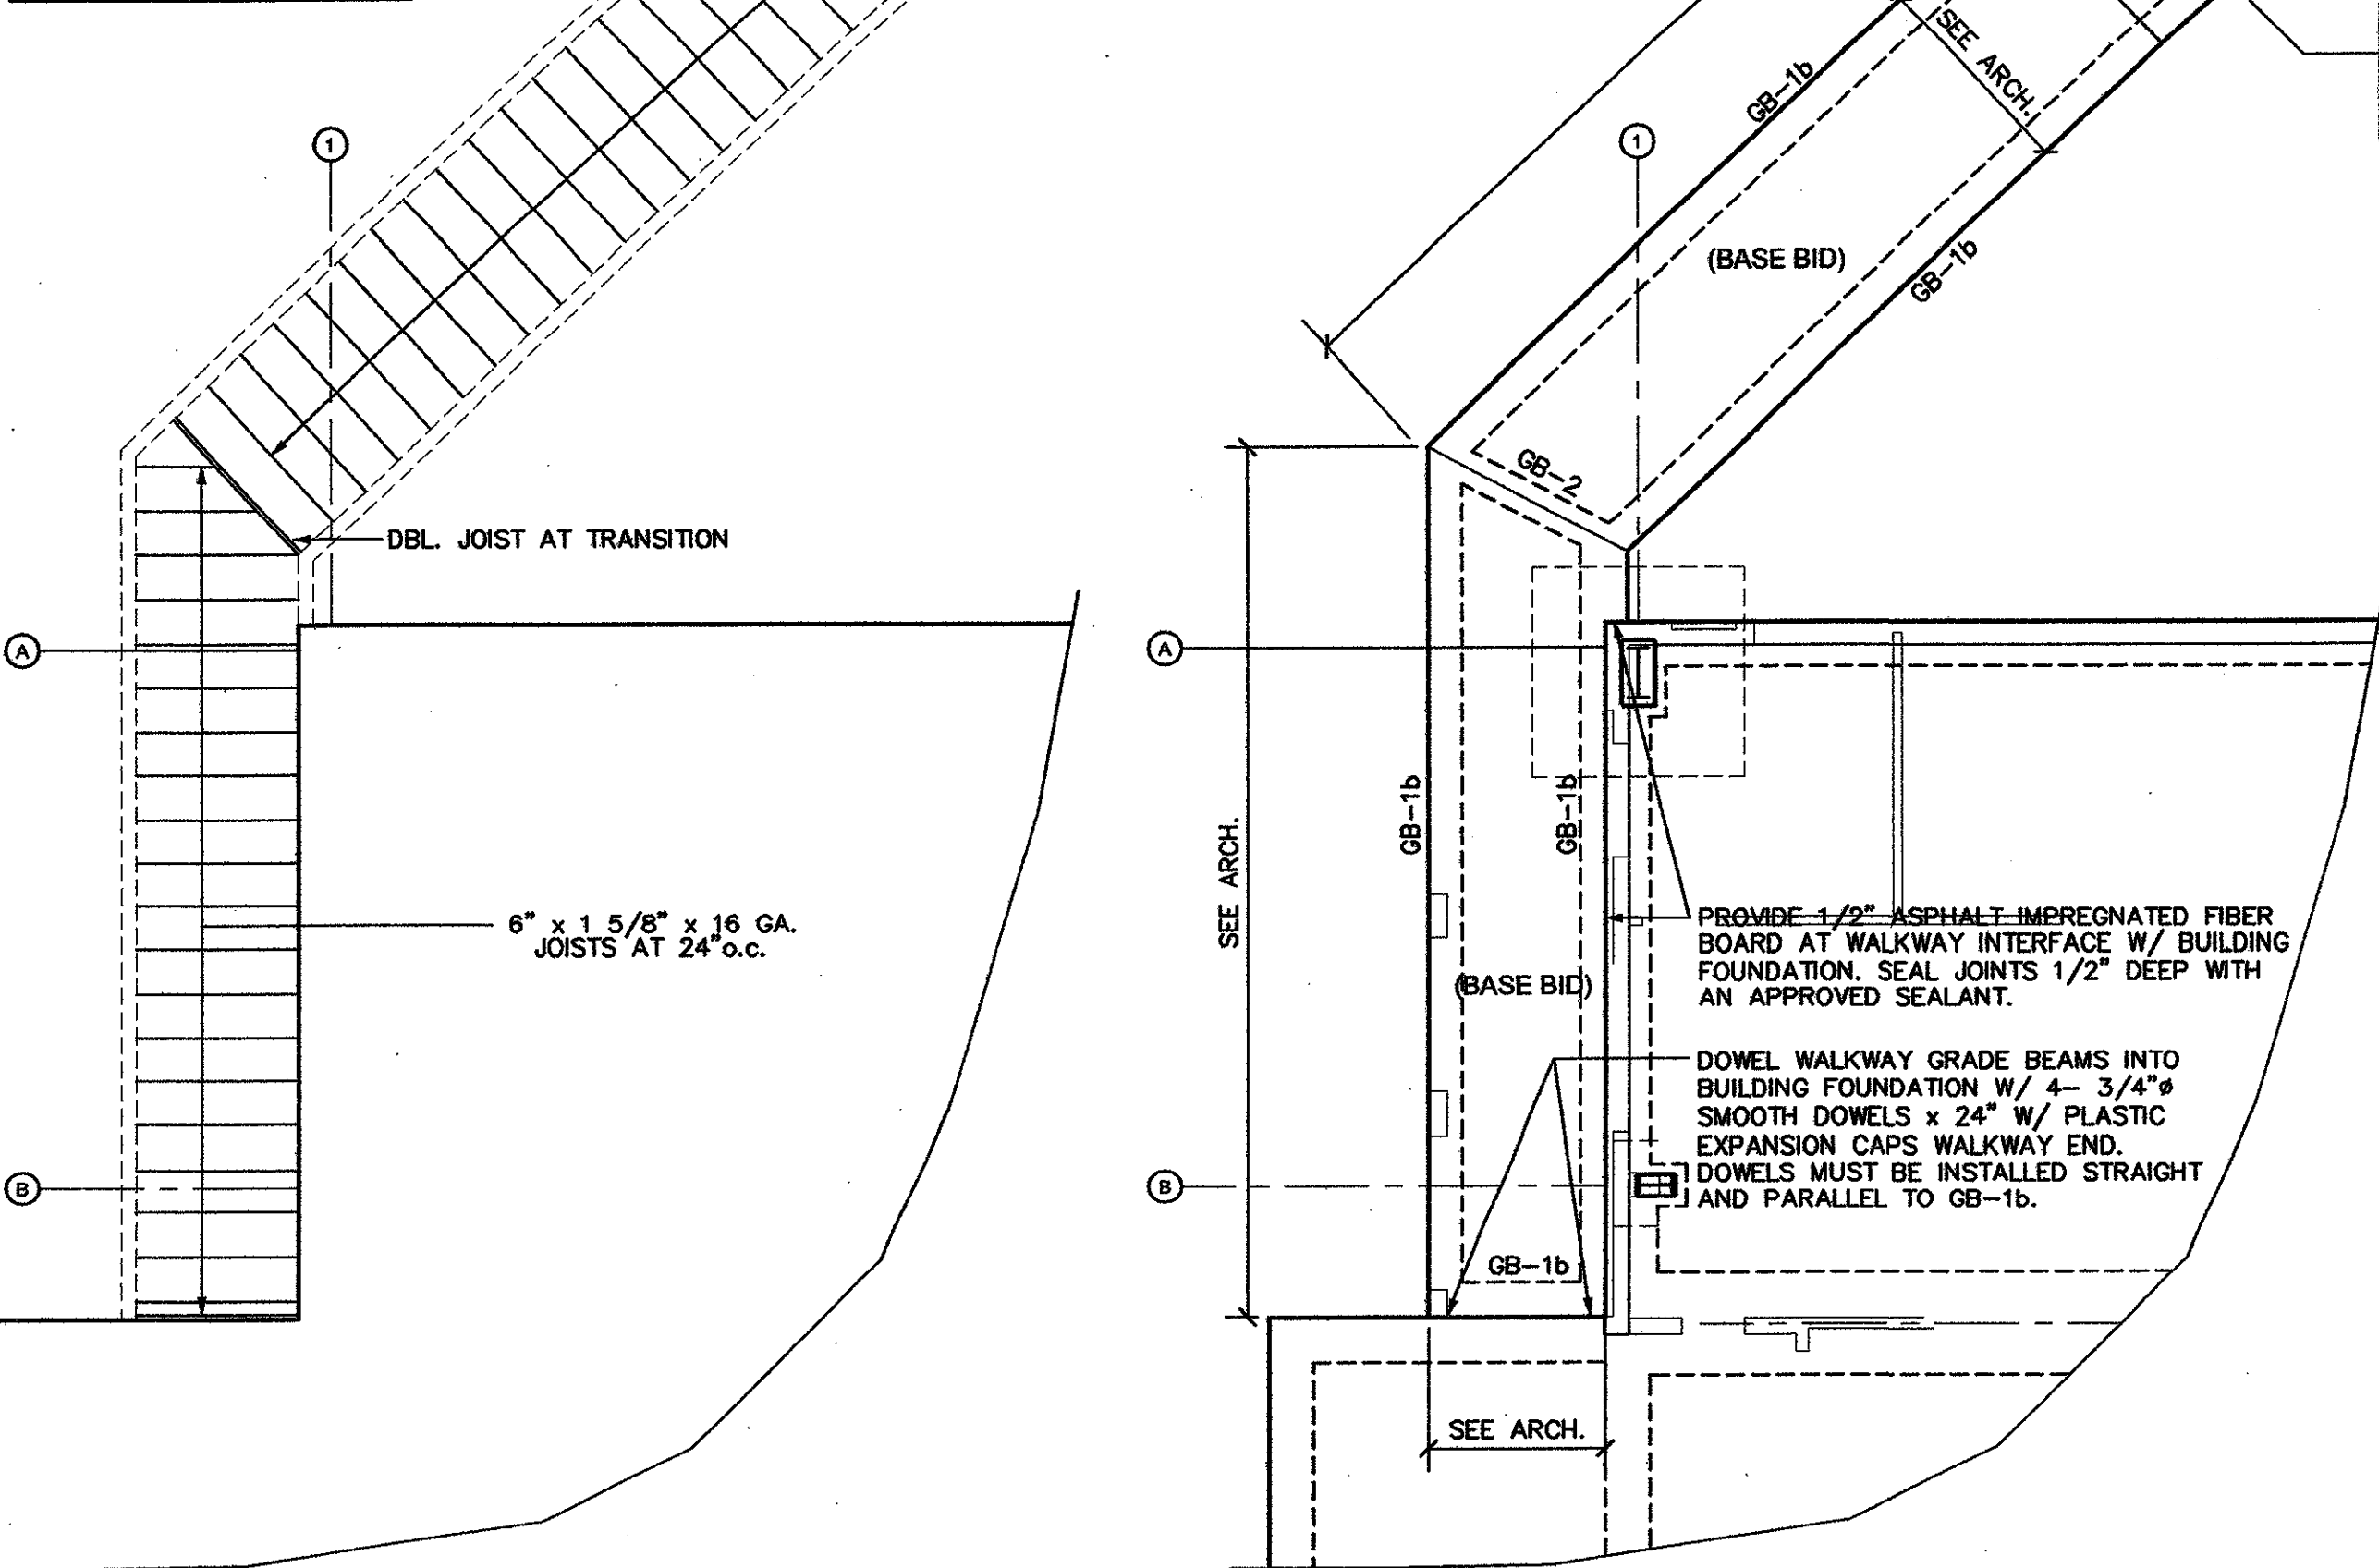 1
DBL. JOIST AT TRANSITION
A
6" x 1 5/8" x 16 GA.
JOISTS AT 24"o.c.
B
SEE ARCH.
GB-1b
1
(BASE BID)
GB-1b
GB-2
A
GB-1b
GB-1b
SEE ARCH.
PROVIDE 1/2" ASPHALT IMPREGNATED FIBER
BOARD AT WALKWAY INTERFACE W/ BUILDING
FOUNDATION. SEAL JOINTS 1/2" DEEP WITH
AN APPROVED SEALANT.
(BASE BID)
DOWEL WALKWAY GRADE BEAMS INTO
BUILDING FOUNDATION W/ 4- 3/4"ø
SMOOTH DOWELS x 24" W/ PLASTIC
EXPANSION CAPS WALKWAY END.
DOWELS MUST BE INSTALLED STRAIGHT
AND PARALLEL TO GB-1b.
B
GB-1b
SEE ARCH.